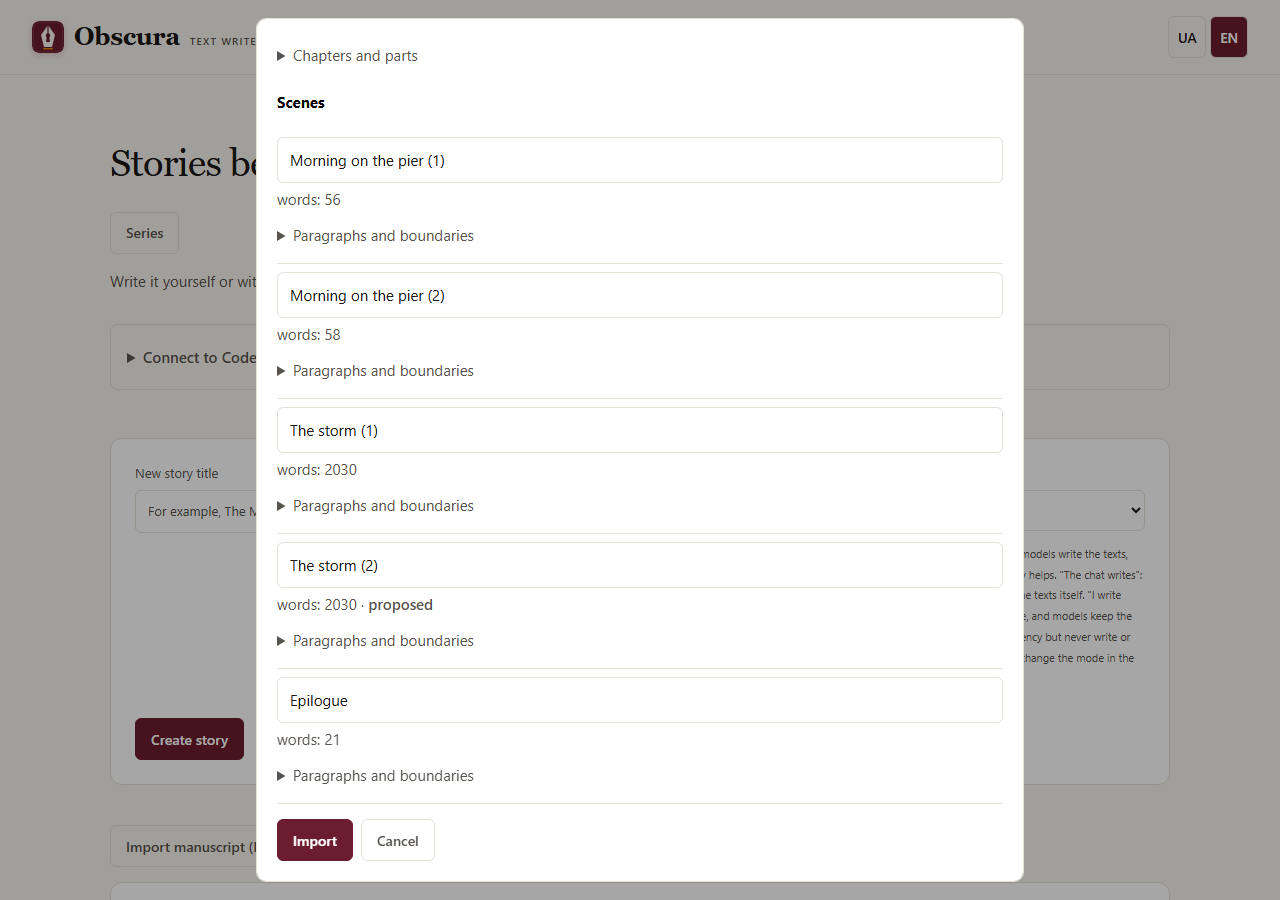 Obscura TEXT WRITE
UA
EN
Stories be
Series
Write it yourself or wit
Connect to Code
New story title
For example, The M
Create story
Import manuscript (
Chapters and parts
Scenes
Morning on the pier (1)
words: 56
Paragraphs and boundaries
Morning on the pier (2)
words: 58
Paragraphs and boundaries
The storm (1)
words: 2030
Paragraphs and boundaries
The storm (2)
words: 2030 · proposed
Paragraphs and boundaries
Epilogue
words: 21
Paragraphs and boundaries
Import
Cancel
models write the texts,
helps. "The chat writes":
e texts itself. "I write
e, and models keep the
ency but never write or
change the mode in the